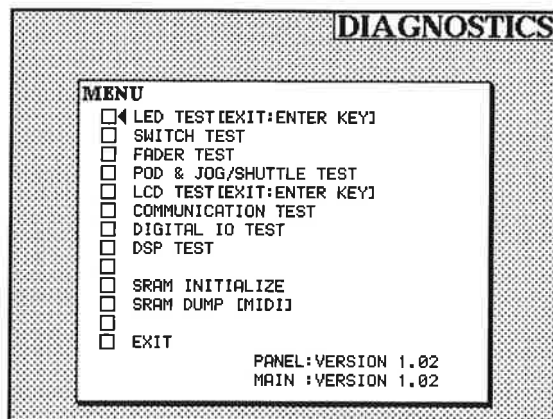 DIAGNOSTICS
MENU
LED TEST[EXIT:ENTER KEY]
SWITCH TEST
FADER TEST
POD & JOG/SHUTTLE TEST
LCD TEST[EXIT:ENTER KEY]
COMMUNICATION TEST
DIGITAL IO TEST
DSP TEST
SRAM INITIALIZE
SRAM DUMP [MIDI]
EXIT
PANEL:VERSION 1.02
MAIN :VERSION 1.02